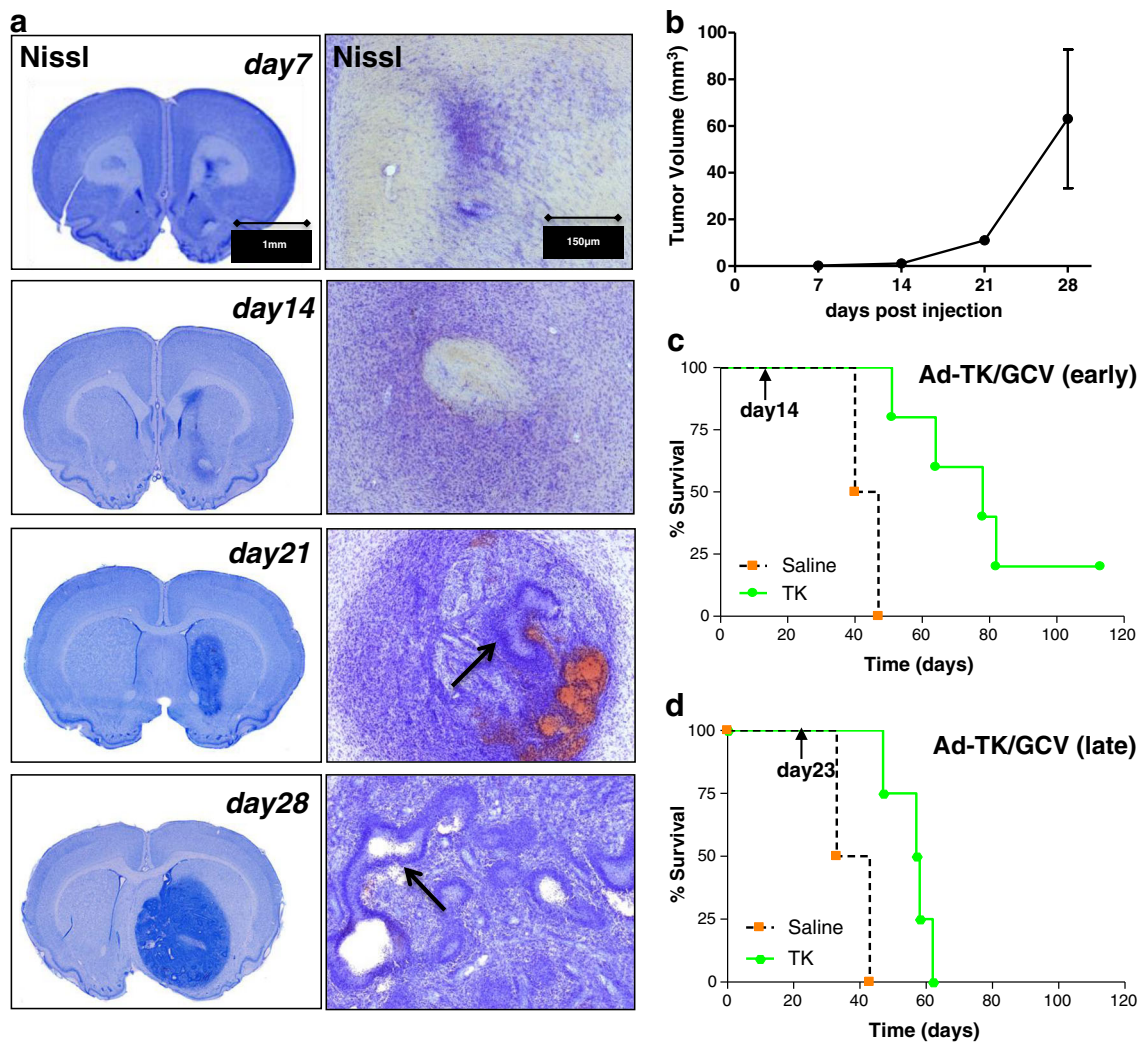 a
Nissl
day7
1mm
Nissl
150µm
day14
day21
day28
b
Tumor Volume (mm³)
100
80
60
40
20
0
0 7 14 21 28
days post injection
c
Ad-TK/GCV (early)
% Survival
100
75
50
25
0
day14
Saline
TK
0 20 40 60 80 100 120
Time (days)
d
Ad-TK/GCV (late)
% Survival
100
75
50
25
0
day23
Saline
TK
0 20 40 60 80 100 120
Time (days)